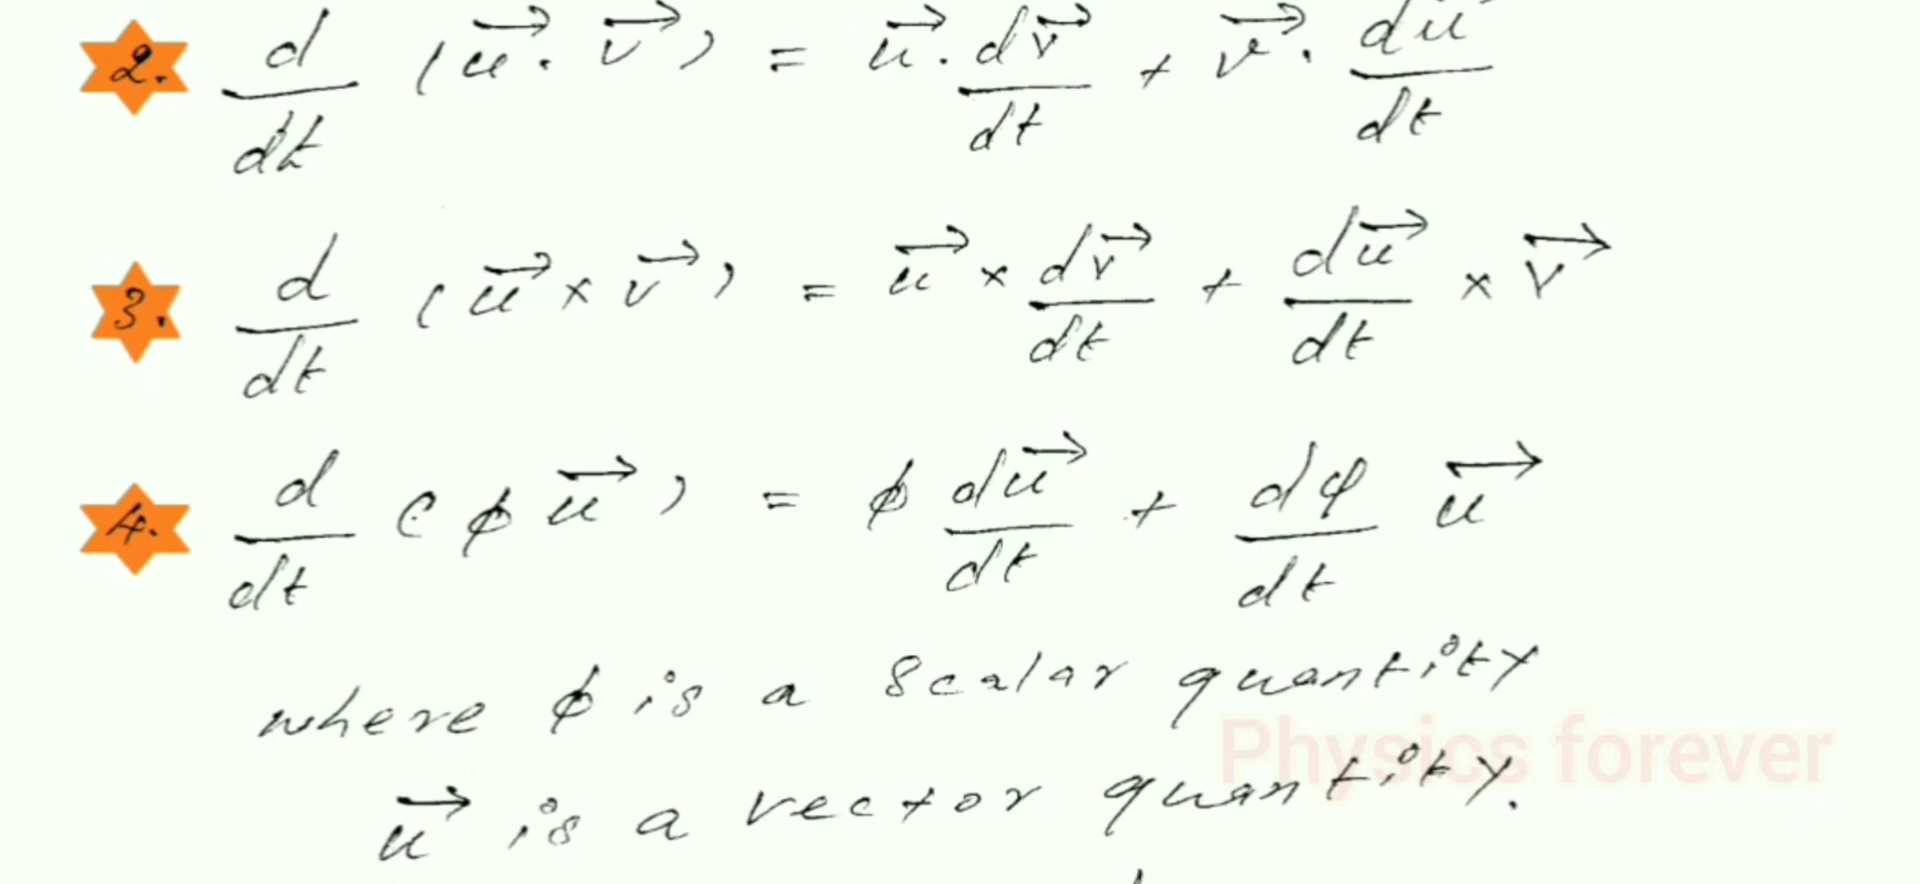 2. d/dt (u⃗ · v⃗) = u⃗ · dv⃗/dt + v⃗ · du⃗/dt
3. d/dt (u⃗ × v⃗) = u⃗ × dv⃗/dt + du⃗/dt × v⃗
4. d/dt (ϕ u⃗) = ϕ du⃗/dt + dφ/dt u⃗
where ϕ is a scalar quantity
Physics forever
u⃗ is a vector quantity.